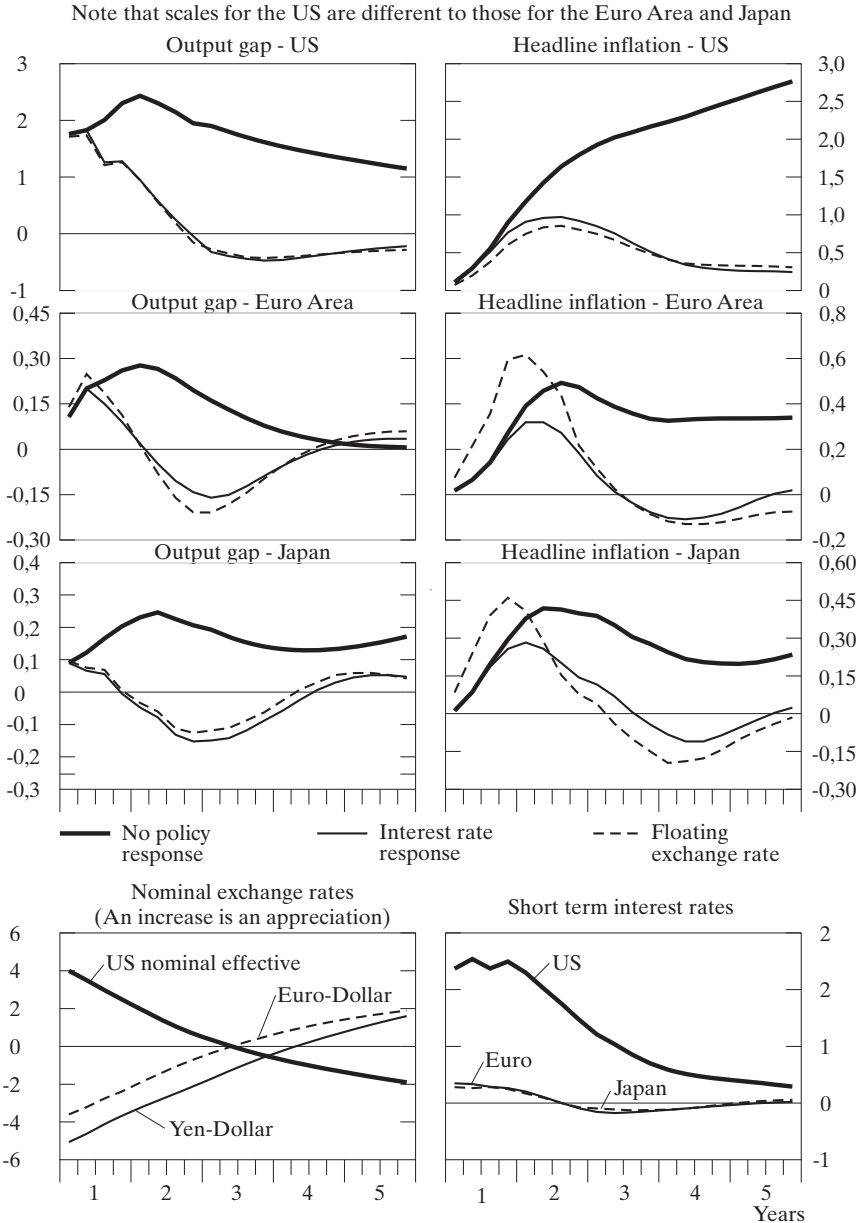 Note that scales for the US are different to those for the Euro Area and Japan
Output gap - US
Headline inflation - US
3
2
1
0
-1
3,0
2,5
2,0
1,5
1,0
0,5
0
Output gap - Euro Area
Headline inflation - Euro Area
0,45
0,30
0,15
0
-0,15
-0,30
0,8
0,6
0,4
0,2
0
-0,2
Output gap - Japan
Headline inflation - Japan
0,4
0,3
0,2
0,1
0
-0,1
-0,2
-0,3
0,60
0,45
0,30
0,15
0
-0,15
-0,30
No policy
response
Interest rate
response
Floating
exchange rate
Nominal exchange rates
(An increase is an appreciation)
Short term interest rates
6
4
2
0
-2
-4
-6
US nominal effective
Euro-Dollar
Yen-Dollar
1 2 3 4 5
2
2
1
0
-1
US
Euro
Japan
1 2 3 4 5
Years